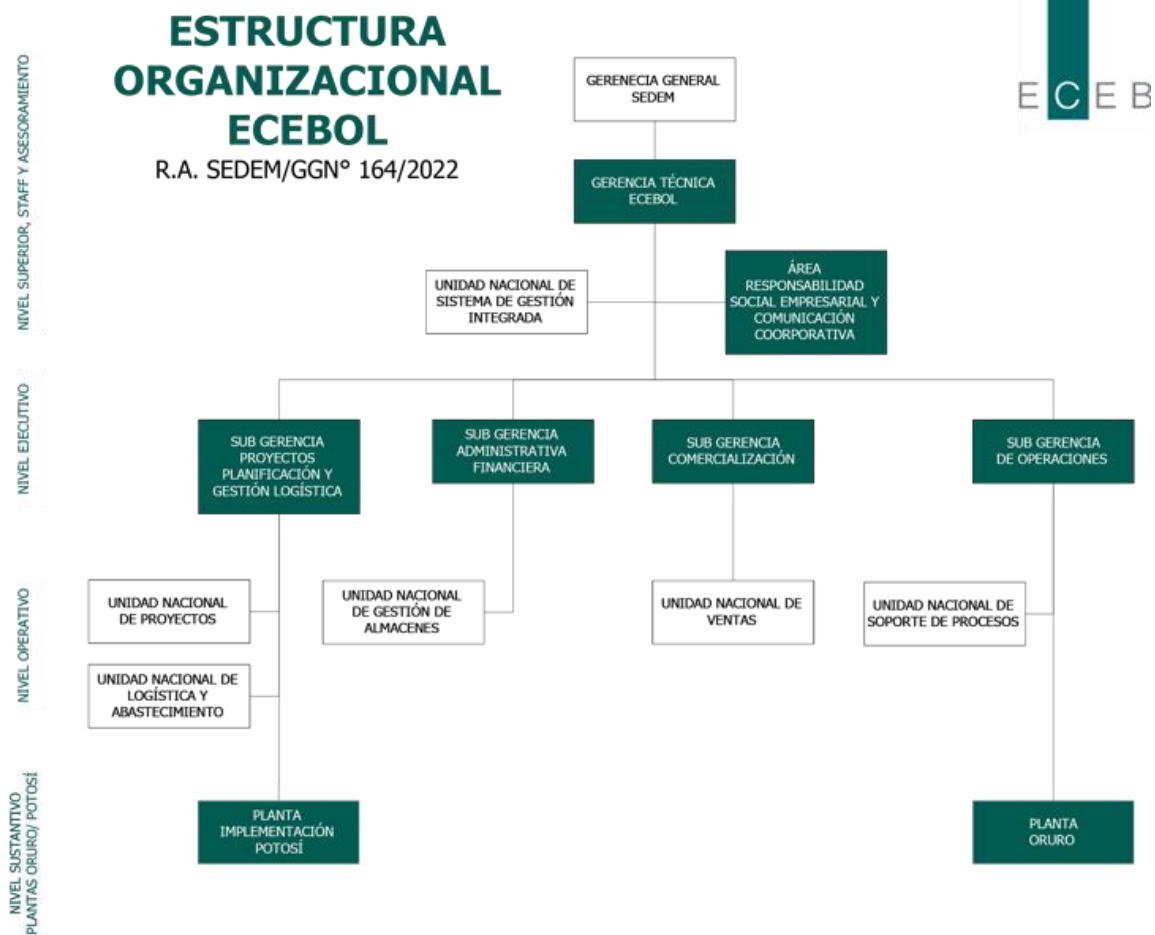 ESTRUCTURA
ORGANIZACIONAL
ECEBOL
R.A. SEDEM/GGN° 164/2022
ECEB
NIVEL SUPERIOR, STAFF Y ASESORAMIENTO
GERENECIA GENERAL
SEDEM
GERENCIA TÉCNICA
ECEBOL
UNIDAD NACIONAL DE
SISTEMA DE GESTIÓN
INTEGRADA
ÁREA
RESPONSABILIDAD
SOCIAL EMPRESARIAL Y
COMUNICACIÓN
COORPORATIVA
NIVEL EJECUTIVO
SUB GERENCIA
PROYECTOS
PLANIFICACIÓN Y
GESTIÓN LOGÍSTICA
SUB GERENCIA
ADMINISTRATIVA
FINANCIERA
SUB GERENCIA
COMERCIALIZACIÓN
SUB GERENCIA
DE OPERACIONES
NIVEL OPERATIVO
UNIDAD NACIONAL
DE PROYECTOS
UNIDAD NACIONAL
DE GESTIÓN DE
ALMACENES
UNIDAD NACIONAL DE
VENTAS
UNIDAD NACIONAL DE
SOPORTE DE PROCESOS
UNIDAD NACIONAL DE
LOGÍSTICA Y
ABASTECIMIENTO
NIVEL SUSTANTIVO
PLANTAS ORURO/ POTOSÍ
PLANTA
IMPLEMENTACIÓN
POTOSÍ
PLANTA
ORURO